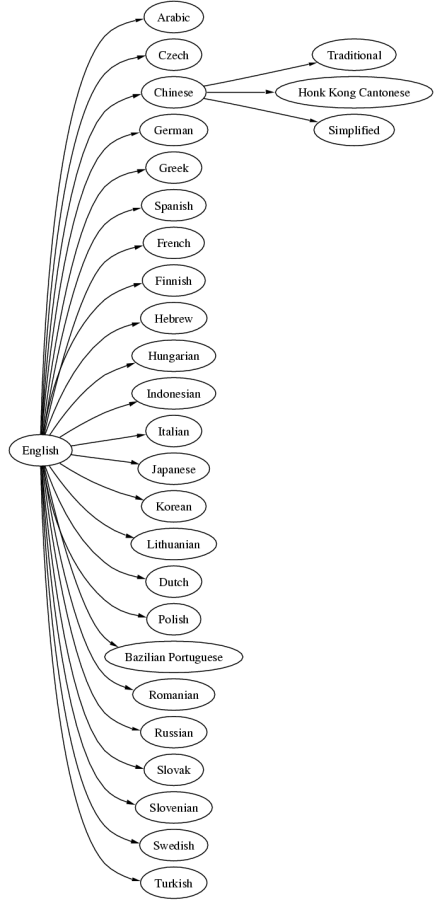 Arabic
Czech
Traditional
Chinese
Honk Kong Cantonese
German
Simplified
Greek
Spanish
French
Finnish
Hebrew
Hungarian
Indonesian
Italian
English
Japanese
Korean
Lithuanian
Dutch
Polish
Bazilian Portuguese
Romanian
Russian
Slovak
Slovenian
Swedish
Turkish